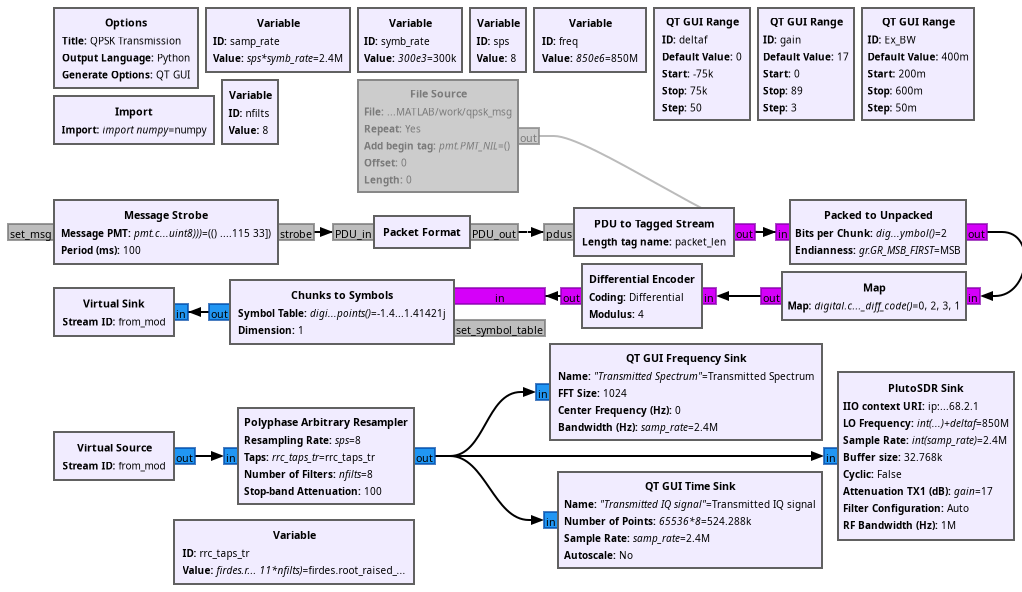 Options
Title: QPSK Transmission
Output Language: Python
Generate Options: QT GUI
Variable
ID: samp_rate
Value: sps*symb_rate=2.4M
Variable
ID: symb_rate
Value: 300e3=300k
Variable
ID: sps
Value: 8
Variable
ID: freq
Value: 850e6=850M
QT GUI Range
ID: deltaf
Default Value: 0
Start: -75k
Stop: 75k
Step: 50
QT GUI Range
ID: gain
Default Value: 17
Start: 0
Stop: 89
Step: 3
QT GUI Range
ID: Ex_BW
Default Value: 400m
Start: 200m
Stop: 600m
Step: 50m
Import
Import: import numpy=numpy
Variable
ID: nfilts
Value: 8
File Source
File: ...MATLAB/work/qpsk_msg
Repeat: Yes
Add begin tag: pmt.PMT_NIL=()
Offset: 0
Length: 0
out
set_msg
Message Strobe
Message PMT: pmt.c...uint8)))=(() ....115 33])
Period (ms): 100
strobe
PDU_in
Packet Format
PDU_out
pdus
PDU to Tagged Stream
Length tag name: packet_len
out
in
Packed to Unpacked
Bits per Chunk: dig...ymbol()=2
Endianness: gr.GR_MSB_FIRST=MSB
out
Virtual Sink
Stream ID: from_mod
in
out
Chunks to Symbols
Symbol Table: digi...points()=-1.4...1.41421j
Dimension: 1
in
set_symbol_table
out
Differential Encoder
Coding: Differential
Modulus: 4
in
out
Map
Map: digital.c..._diff_code()=0, 2, 3, 1
in
Virtual Source
Stream ID: from_mod
out
in
Polyphase Arbitrary Resampler
Resampling Rate: sps=8
Taps: rrc_taps_tr=rrc_taps_tr
Number of Filters: nfilts=8
Stop-band Attenuation: 100
out
in
QT GUI Frequency Sink
Name: "Transmitted Spectrum"=Transmitted Spectrum
FFT Size: 1024
Center Frequency (Hz): 0
Bandwidth (Hz): samp_rate=2.4M
in
QT GUI Time Sink
Name: "Transmitted IQ signal"=Transmitted IQ signal
Number of Points: 65536*8=524.288k
Sample Rate: samp_rate=2.4M
Autoscale: No
in
PlutoSDR Sink
IIO context URI: ip:...68.2.1
LO Frequency: int(...)+deltaf=850M
Sample Rate: int(samp_rate)=2.4M
Buffer size: 32.768k
Cyclic: False
Attenuation TX1 (dB): gain=17
Filter Configuration: Auto
RF Bandwidth (Hz): 1M
Variable
ID: rrc_taps_tr
Value: firdes.r... 11*nfilts)=firdes.root_raised_...